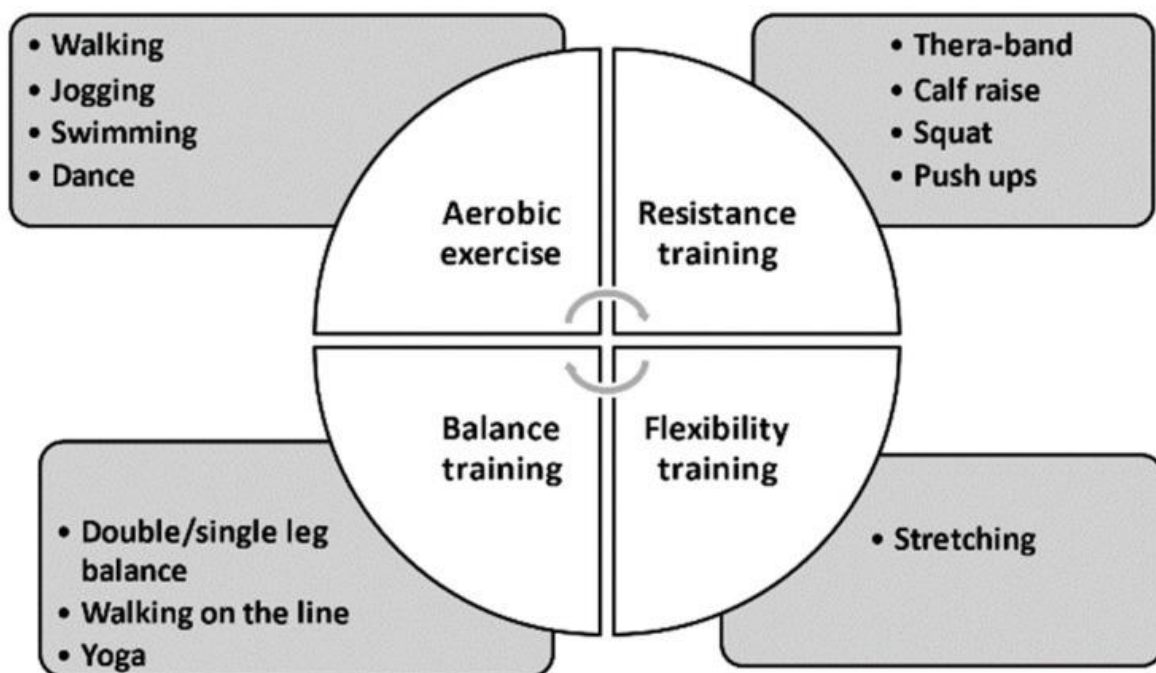 • Walking
• Jogging
• Swimming
• Dance
Aerobic
exercise
• Thera-band
• Calf raise
• Squat
• Push ups
Resistance
training
Balance
training
• Double/single leg
balance
• Walking on the line
• Yoga
Flexibility
training
• Stretching